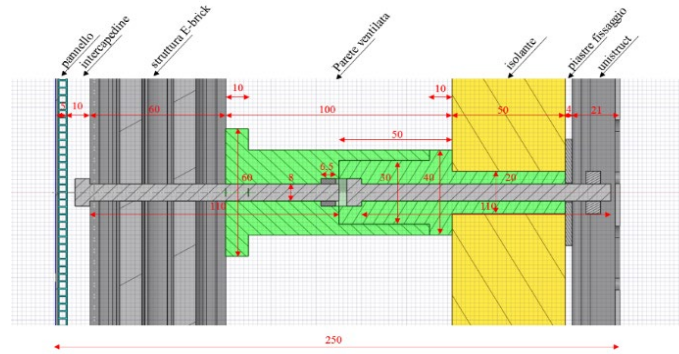 pannello
intercapedine
struttura E-brick
Parete ventilata
isolante
piastre fissaggio
unistruct
10
10
5
10
60
100
50
4
21
50
6.5
60
8
30
40
20
110
110
250